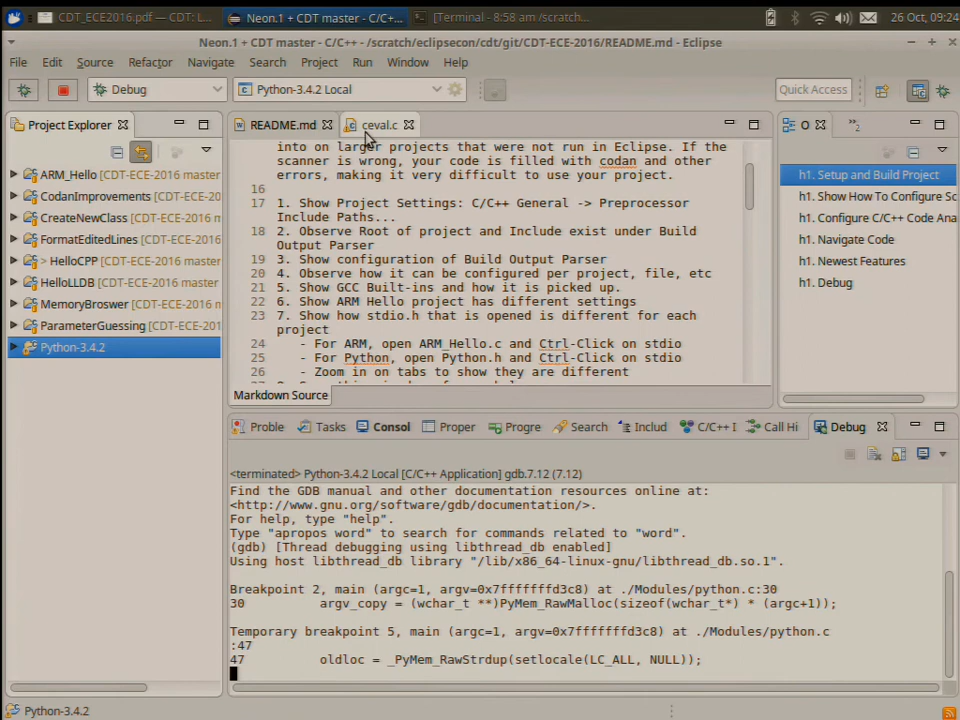 CDT_ECE2016.pdf — CDT: L...
Neon.1 + CDT master - C/C+...
[Terminal - 8:58 am /scratch...
26 Oct, 09:24
Neon.1 + CDT master - C/C++ - /scratch/eclipsecon/cdt/git/CDT-ECE-2016/README.md - Eclipse
File Edit Source Refactor Navigate Search Project Run Window Help
Debug
Python-3.4.2 Local
Quick Access
Project Explorer
ARM_Hello [CDT-ECE-2016 master
CodanImprovements [CDT-ECE-2016
CreateNewClass [CDT-ECE-2016
FormatEditedLines [CDT-ECE-2016
> HelloCPP [CDT-ECE-2016 master
HelloLLDB [CDT-ECE-2016 master
MemoryBroswer [CDT-ECE-2016
ParameterGuessing [CDT-ECE-201
Python-3.4.2
README.md
ceval.c
into on larger projects that were not run in Eclipse. If the
scanner is wrong, your code is filled with codan and other
errors, making it very difficult to use your project.
16
17 1. Show Project Settings: C/C++ General -> Preprocessor
Include Paths...
18 2. Observe Root of project and Include exist under Build
Output Parser
19 3. Show configuration of Build Output Parser
20 4. Observe how it can be configured per project, file, etc
21 5. Show GCC Built-ins and how it is picked up.
22 6. Show ARM Hello project has different settings
23 7. Show how stdio.h that is opened is different for each
project
24 - For ARM, open ARM_Hello.c and Ctrl-Click on stdio
25 - For Python, open Python.h and Ctrl-Click on stdio
26 - Zoom in on tabs to show they are different
Markdown Source
O
h1. Setup and Build Project
h1. Show How To Configure Sc
h1. Configure C/C++ Code Ana
h1. Navigate Code
h1. Newest Features
h1. Debug
Proble Tasks Consol Proper Progre Search Includ C/C++ I Call Hi Debug
<terminated> Python-3.4.2 Local [C/C++ Application] gdb.7.12 (7.12)
Find the GDB manual and other documentation resources online at:
<http://www.gnu.org/software/gdb/documentation/>.
For help, type "help".
Type "apropos word" to search for commands related to "word".
(gdb) [Thread debugging using libthread_db enabled]
Using host libthread_db library "/lib/x86_64-linux-gnu/libthread_db.so.1".
Breakpoint 2, main (argc=1, argv=0x7fffffffd3c8) at ./Modules/python.c:30
30 argv_copy = (wchar_t **)PyMem_RawMalloc(sizeof(wchar_t*) * (argc+1));
Temporary breakpoint 5, main (argc=1, argv=0x7fffffffd3c8) at ./Modules/python.c
:47
47 oldloc = _PyMem_RawStrdup(setlocale(LC_ALL, NULL));
Python-3.4.2